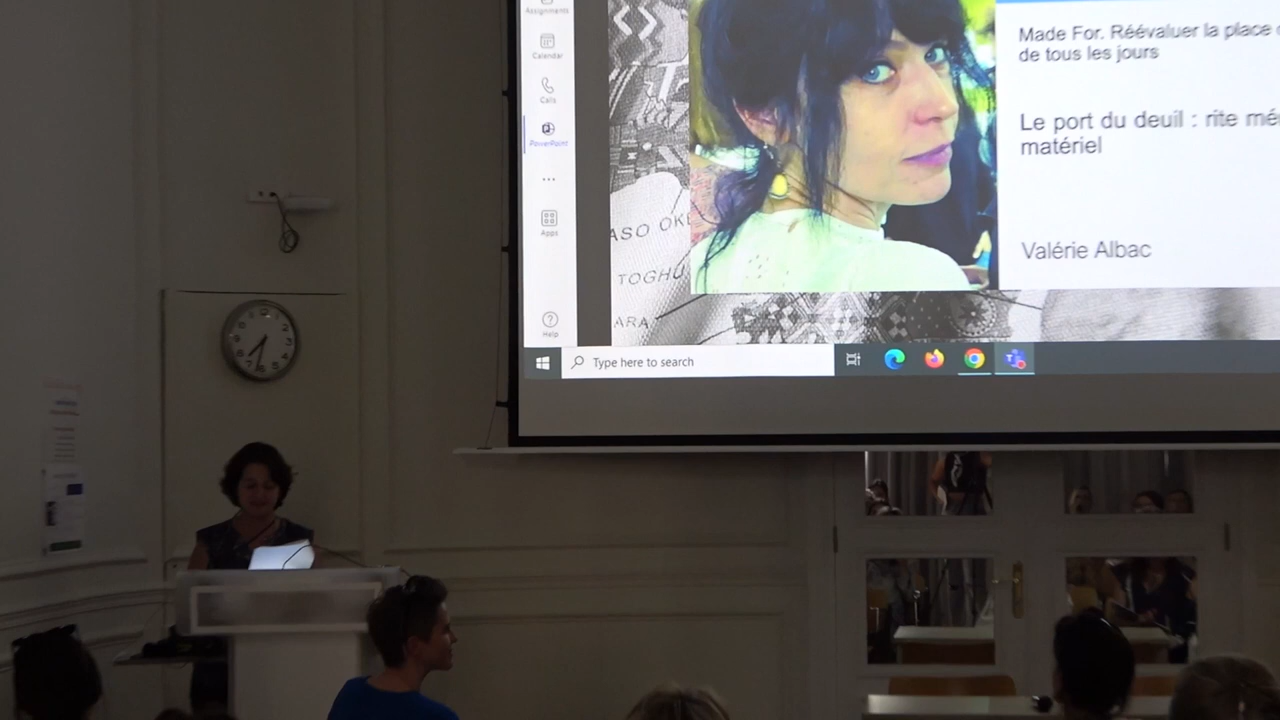 Assignments
Calendar
Calls
PowerPoint
...
Apps
Help
ASO OKE
TOGHU
ARA
Made For. Réévaluer la place
de tous les jours
Le port du deuil : rite mé
matériel
Valérie Albac
Type here to search